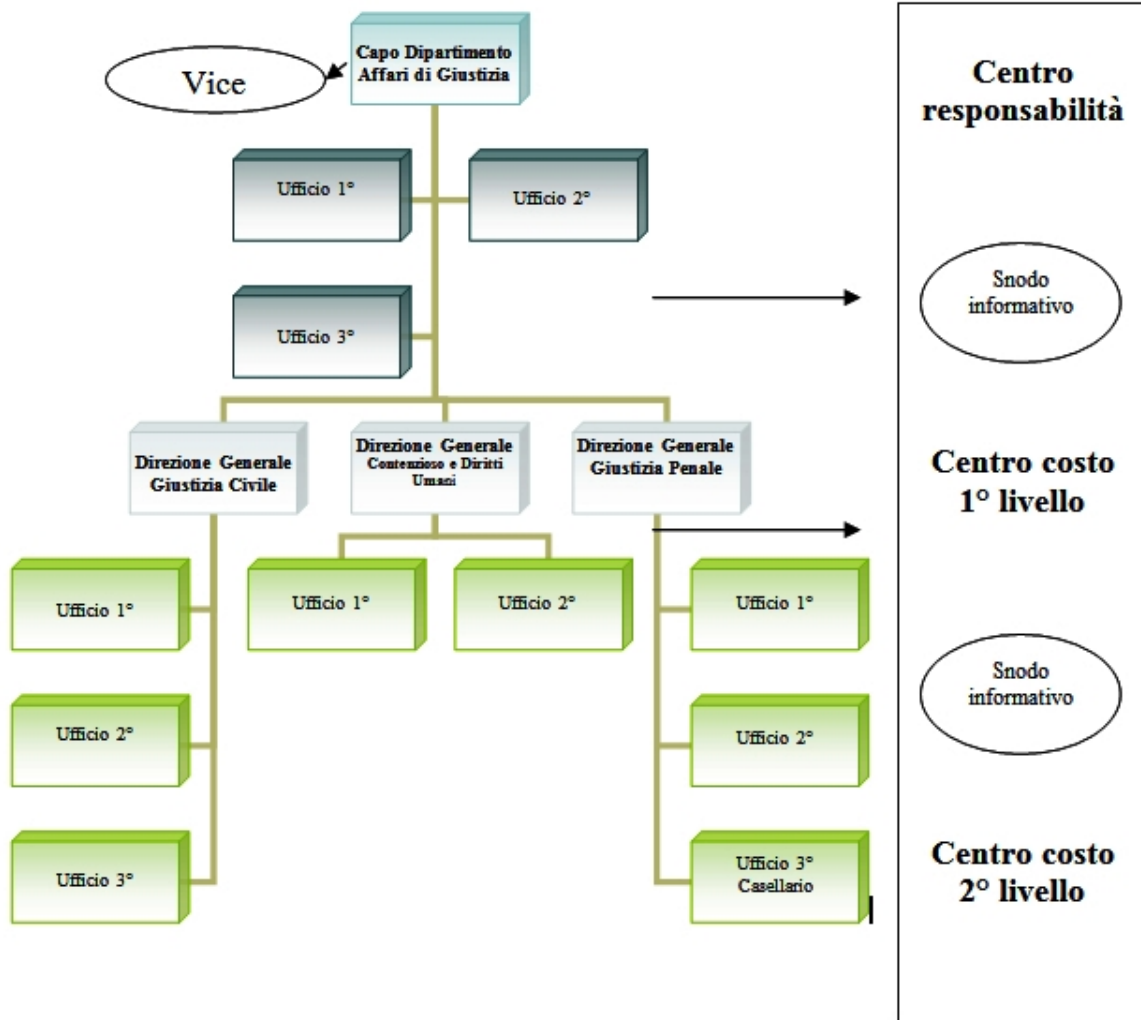 Capo Dipartimento
Affari di Giustizia
Vice
Ufficio 1°
Ufficio 2°
Ufficio 3°
Direzione Generale
Giustizia Civile
Direzione Generale
Contenzioso e Diritti
Umani
Direzione Generale
Giustizia Penale
Ufficio 1°
Ufficio 2°
Ufficio 3°
Ufficio 1°
Ufficio 2°
Ufficio 1°
Ufficio 2°
Ufficio 3°
Casellario
Centro
responsabilità
Snodo
informativo
Centro costo
1° livello
Snodo
informativo
Centro costo
2° livello